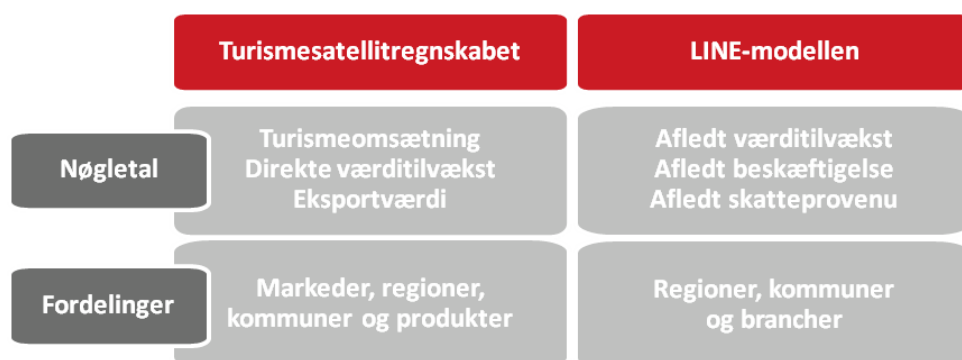 Turismesatellitregnskabet
LINE-modellen
Nøgletal
Turismeomsætning
Direkte værditilvækst
Eksportværdi
Afledt værditilvækst
Afledt beskæftigelse
Afledt skatteprovenu
Fordelinger
Markeder, regioner,
kommuner og produkter
Regioner, kommuner
og brancher